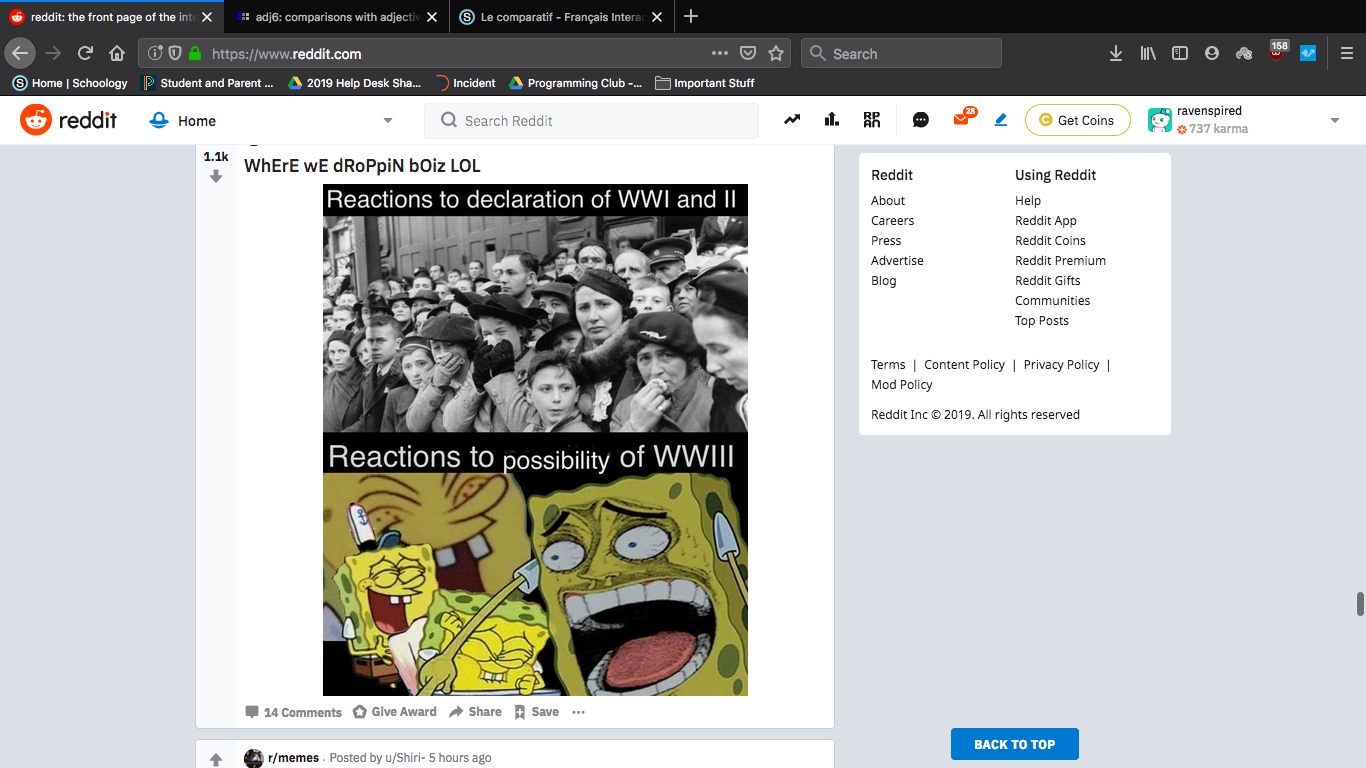 reddit: the front page of the inte
adj6: comparisons with adjectiv
Le comparatif - Français Interac
https://www.reddit.com
Search
158
Home | Schoology
Student and Parent ...
2019 Help Desk Sha...
Incident
Programming Club -...
Important Stuff
reddit
Home
Search Reddit
28
Get Coins
ravenspired
737 karma
1.1k
WhErE wE dRoPpiN bOiz LOL
Reactions to declaration of WWI and II
Reactions to possibility of WWIII
14 Comments
Give Award
Share
Save
r/memes · Posted by u/Shiri- 5 hours ago
Reddit
Using Reddit
About
Help
Careers
Reddit App
Press
Reddit Coins
Advertise
Reddit Premium
Blog
Reddit Gifts
Communities
Top Posts
Terms | Content Policy | Privacy Policy |
Mod Policy
Reddit Inc © 2019. All rights reserved
BACK TO TOP